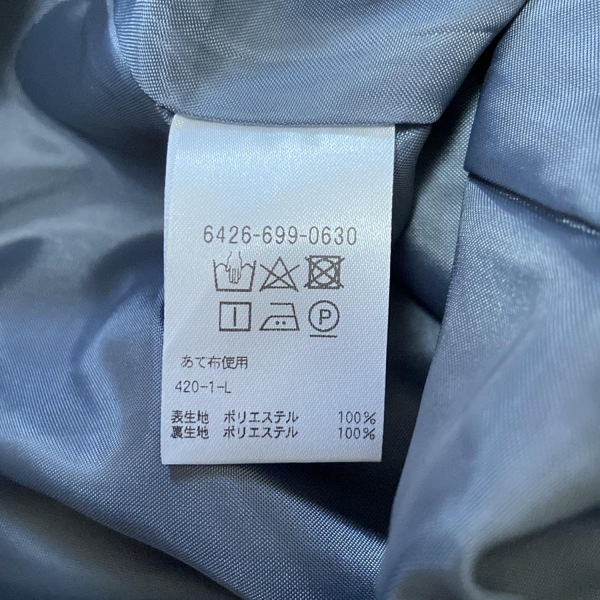 6426-699-0630
P
あて布使用
420-1-L
表生地 ポリエステル 100%
裏生地 ポリエステル 100%